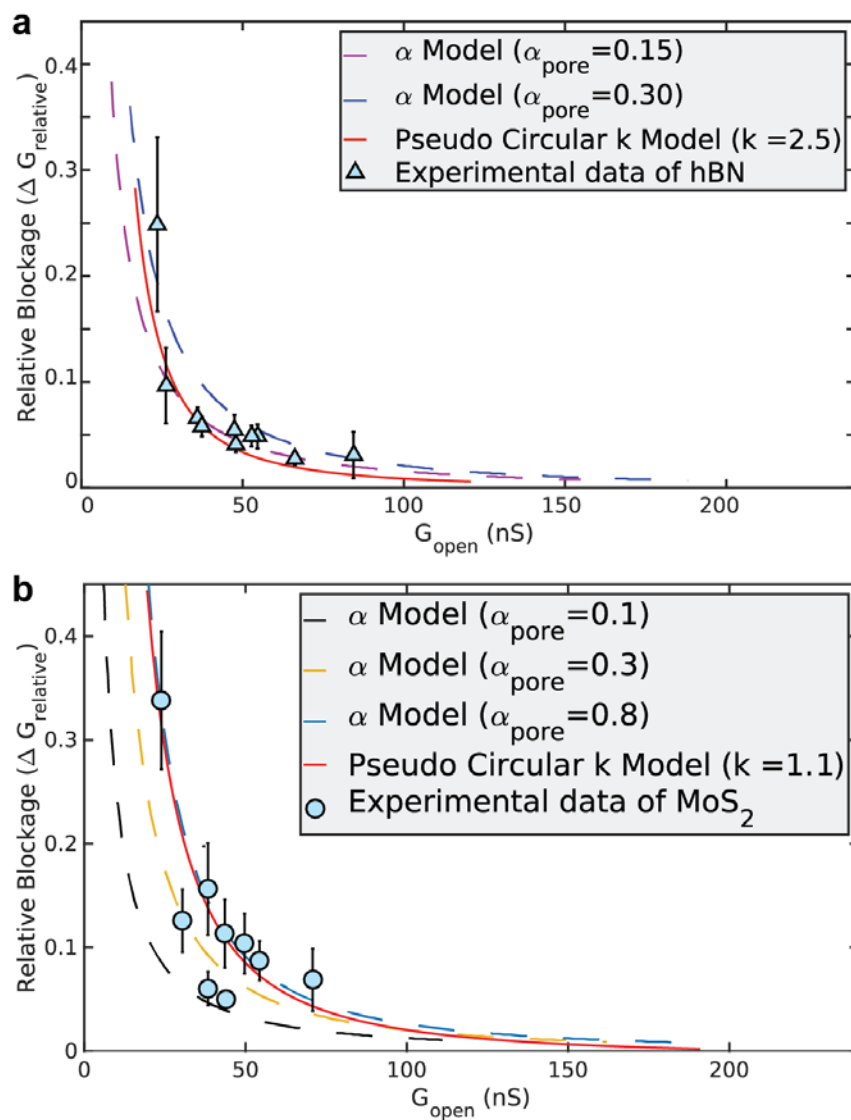 a
α Model (α_pore=0.15)
α Model (α_pore=0.30)
Pseudo Circular k Model (k =2.5)
Experimental data of hBN
Relative Blockage (Δ G_relative)
0.4
0.3
0.2
0.1
0
0 50 100 150 200
G_open (nS)
b
α Model (α_pore=0.1)
α Model (α_pore=0.3)
α Model (α_pore=0.8)
Pseudo Circular k Model (k =1.1)
Experimental data of MoS_2
Relative Blockage (Δ G_relative)
0.4
0.3
0.2
0.1
0
0 50 100 150 200
G_open (nS)